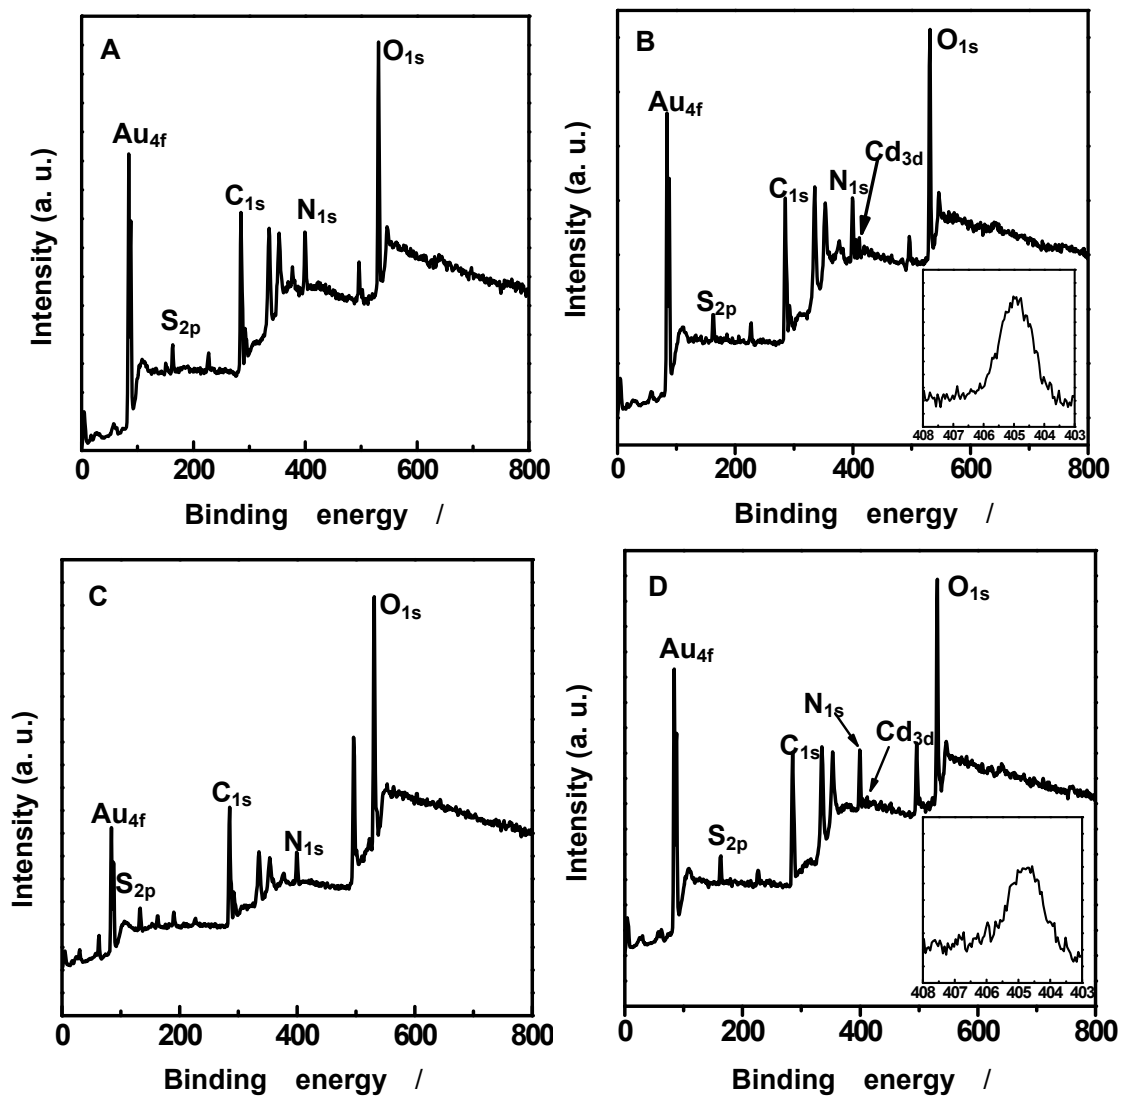 A
O1s
Au4f
C1s
N1s
S2p
Intensity (a. u.)
0 200 400 600 800
Binding energy /
B
O1s
Au4f
Cd3d
C1s
N1s
S2p
Intensity (a. u.)
408 407 406 405 404 403
0 200 400 600 800
Binding energy /
C
O1s
C1s
Au4f
N1s
S2p
Intensity (a. u.)
0 200 400 600 800
Binding energy /
D
O1s
Au4f
N1s
Cd3d
C1s
S2p
Intensity (a. u.)
408 407 406 405 404 403
0 200 400 600 800
Binding energy /